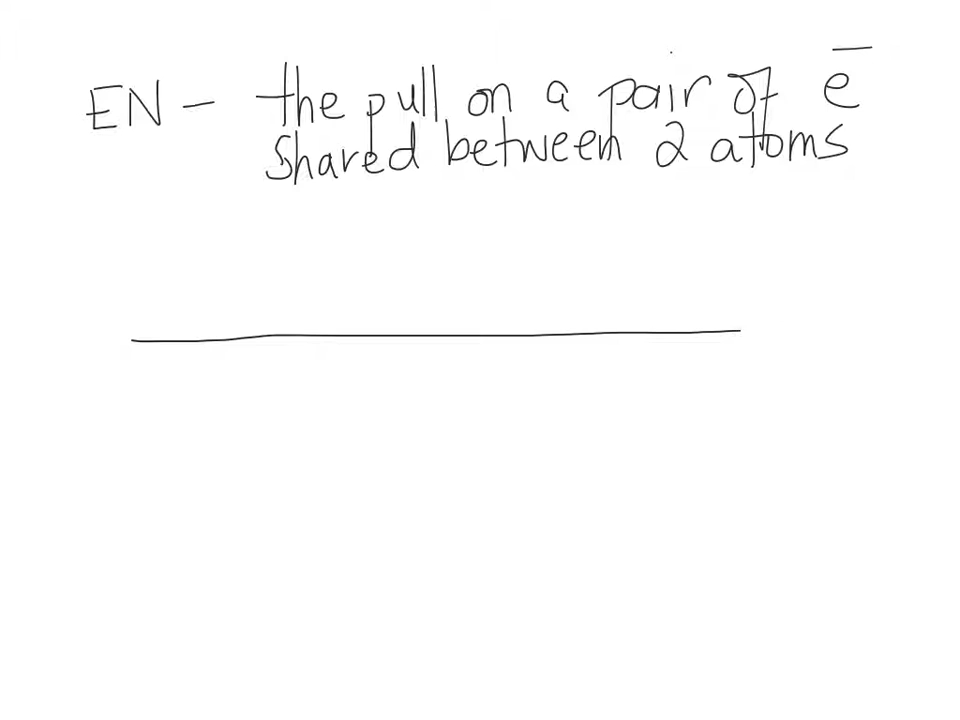 EN - the pull on a pair of e⁻
shared between 2 atoms